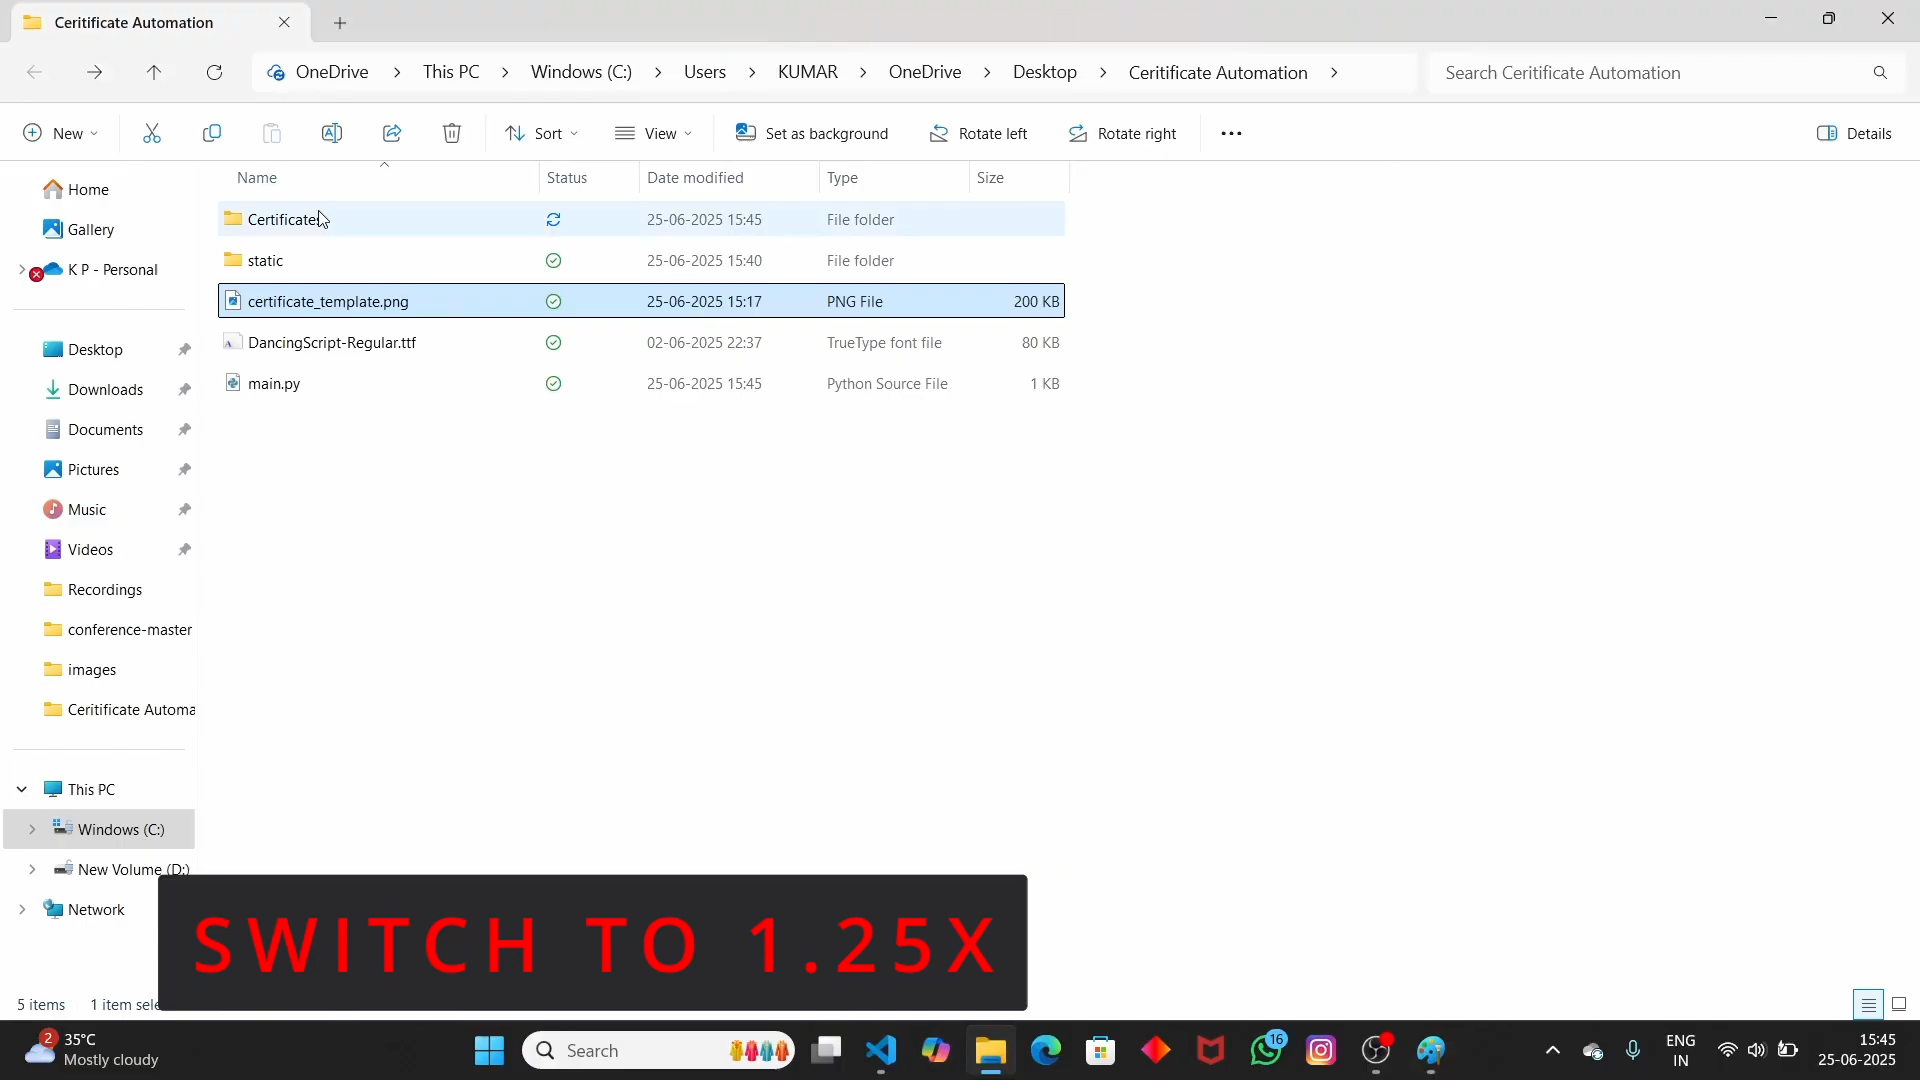 Ceritificate Automation
OneDrive > This PC > Windows (C:) > Users > KUMAR > OneDrive > Desktop > Ceritificate Automation >
Search Ceritificate Automation
New
Sort
View
Set as background
Rotate left
Rotate right
Details
Name Status Date modified Type Size
Certificates 25-06-2025 15:45 File folder
static 25-06-2025 15:40 File folder
certificate_template.png 25-06-2025 15:17 PNG File 200 KB
DancingScript-Regular.ttf 02-06-2025 22:37 TrueType font file 80 KB
main.py 25-06-2025 15:45 Python Source File 1 KB
Home
Gallery
K P - Personal
Desktop
Downloads
Documents
Pictures
Music
Videos
Recordings
conference-master
images
Ceritificate Automa
This PC
Windows (C:)
New Volume (D:)
Network
SWITCH TO 1.25X
5 items 1 item sele
2
35°C
Mostly cloudy
Search
16
ENG
IN
15:45
25-06-2025